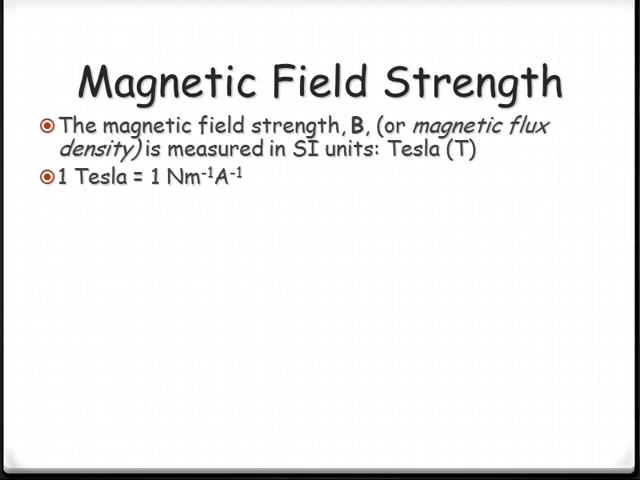 Magnetic Field Strength
The magnetic field strength, B, (or magnetic flux
density) is measured in SI units: Tesla (T)
1 Tesla = 1 Nm⁻¹A⁻¹